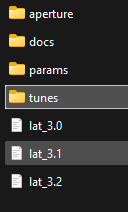 aperture
docs
params
tunes
lat_3.0
lat_3.1
lat_3.2